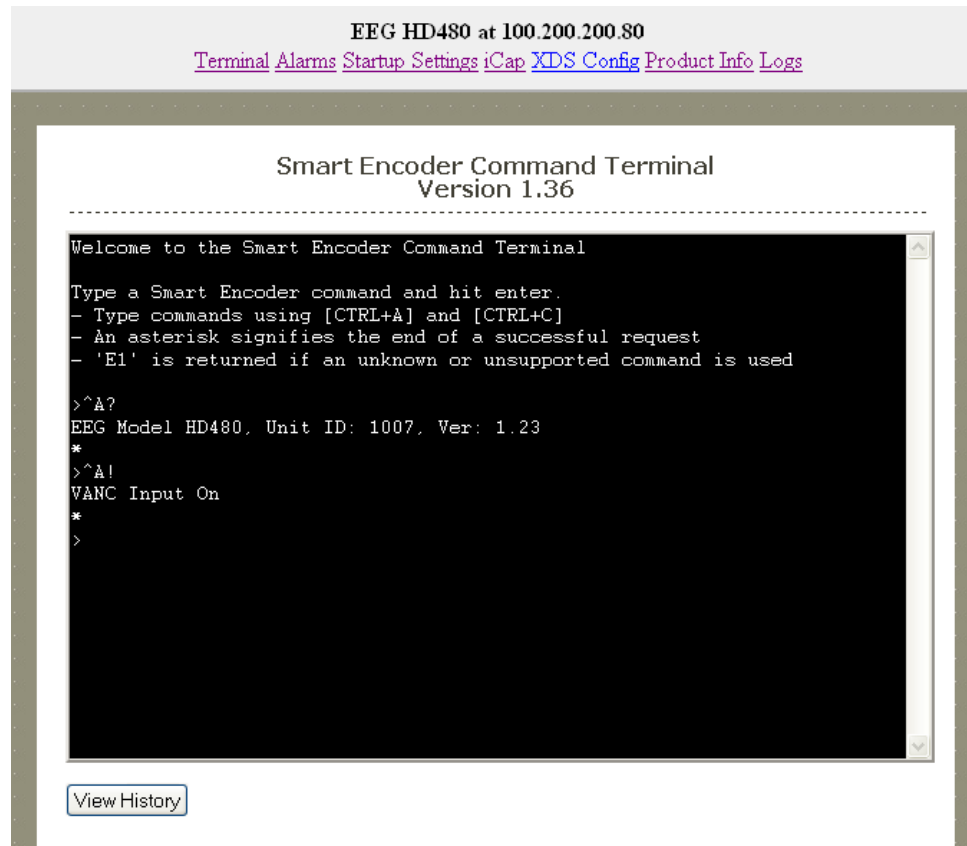 EEG HD480 at 100.200.200.80
Terminal Alarms Startup Settings iCap XDS Config Product Info Logs
Smart Encoder Command Terminal
Version 1.36
Welcome to the Smart Encoder Command Terminal
Type a Smart Encoder command and hit enter.
- Type commands using [CTRL+A] and [CTRL+C]
- An asterisk signifies the end of a successful request
- 'E1' is returned if an unknown or unsupported command is used
>^A?
EEG Model HD480, Unit ID: 1007, Ver: 1.23
*
>^A!
VANC Input On
*
>
View History